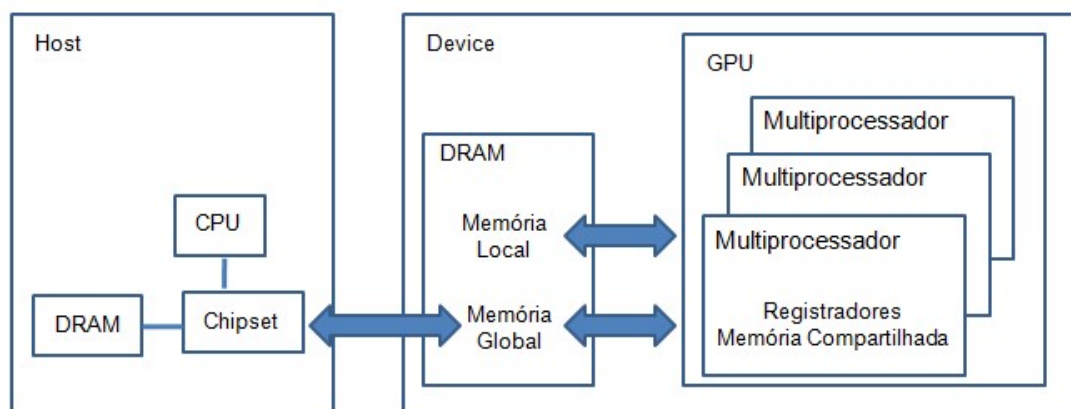 Host
CPU
DRAM
Chipset
Device
DRAM
Memória
Local
Memória
Global
GPU
Multiprocessador
Multiprocessador
Multiprocessador
Registradores
Memória Compartilhada